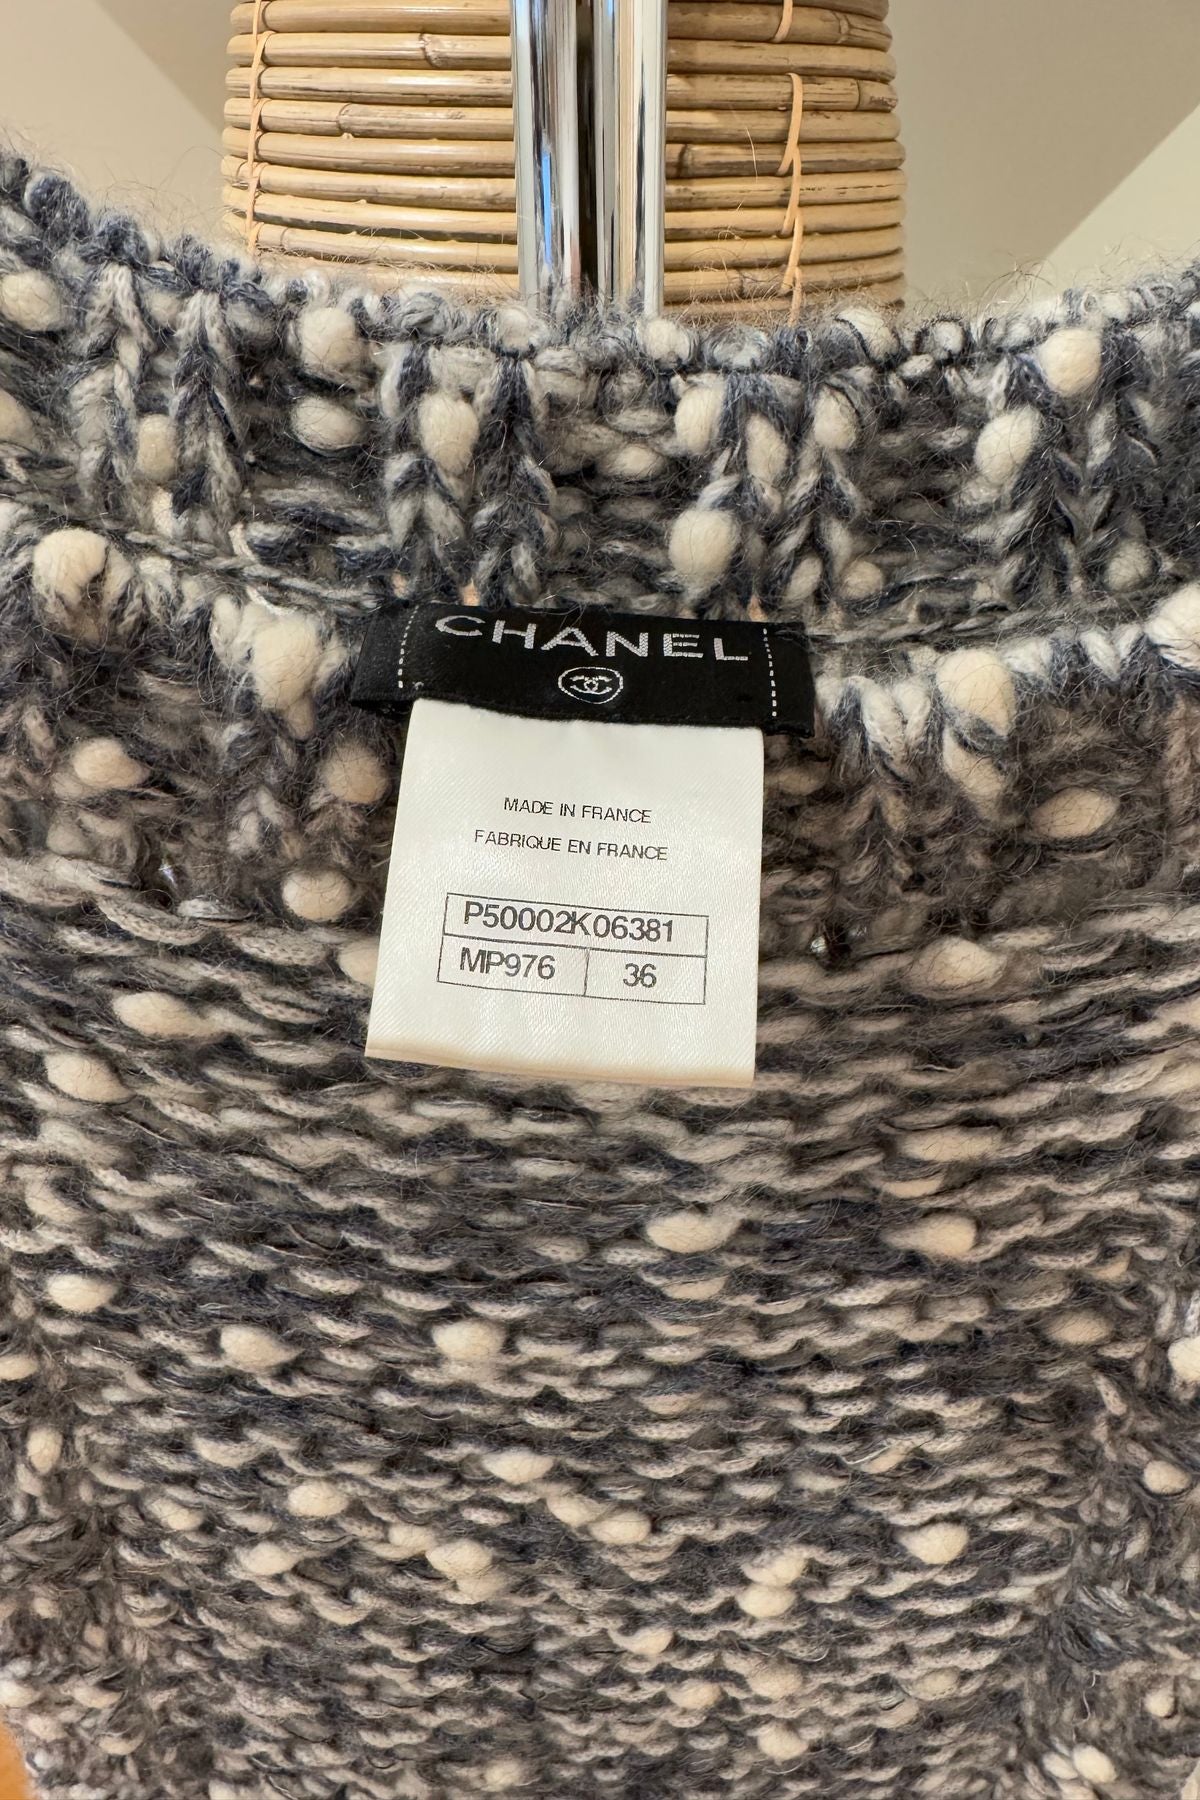 CHANEL
MADE IN FRANCE
FABRIQUE EN FRANCE
P50002K06381
MP976 36